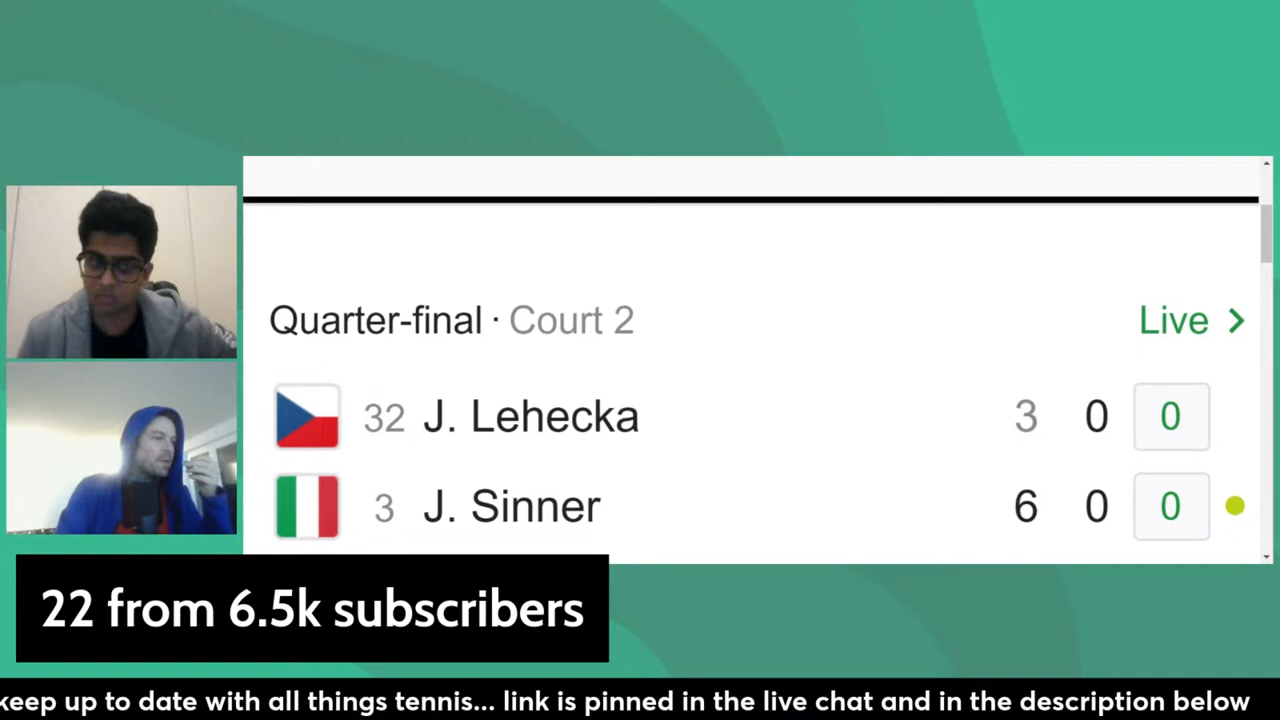 Quarter-final · Court 2 Live >
32 J. Lehecka 3 0 0
3 J. Sinner 6 0 0
22 from 6.5k subscribers
keep up to date with all things tennis... link is pinned in the live chat and in the description below